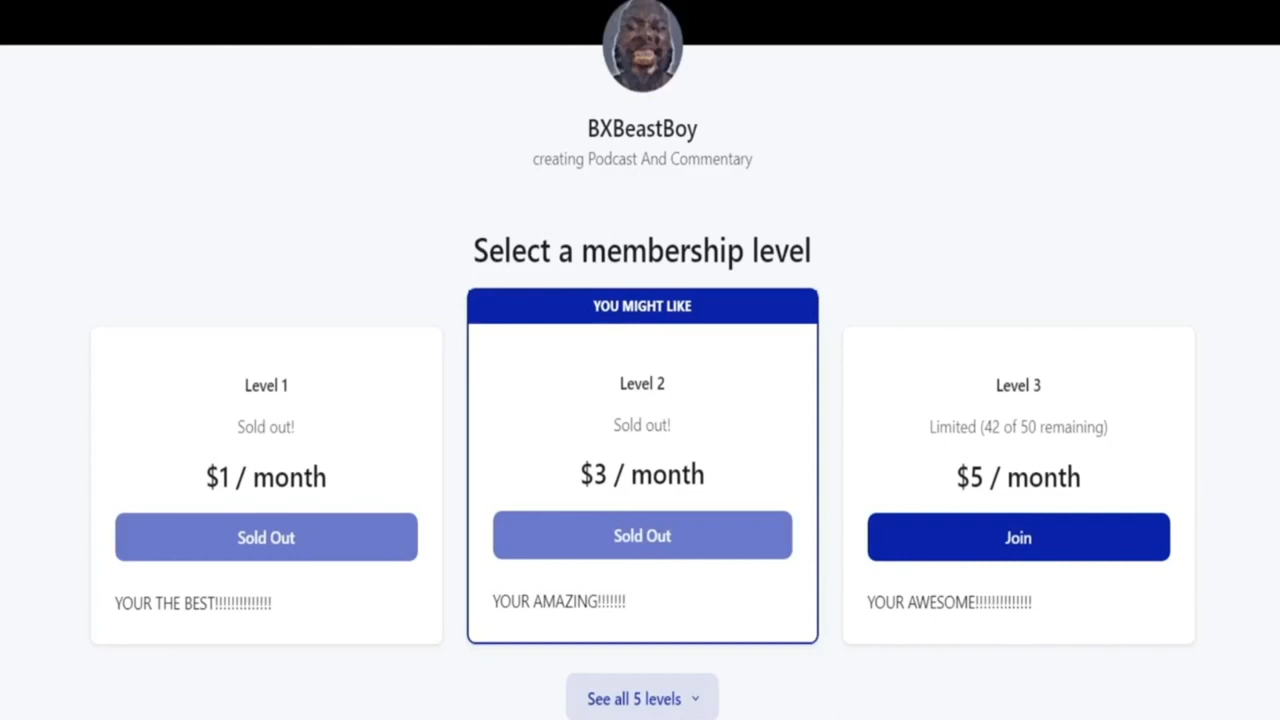 BXBeastBoy
creating Podcast And Commentary
Select a membership level
YOU MIGHT LIKE
Level 1
Sold out!
$1 / month
Sold Out
YOUR THE BEST!!!!!!!!!!!!!!
Level 2
Sold out!
$3 / month
Sold Out
YOUR AMAZING!!!!!!!
Level 3
Limited (42 of 50 remaining)
$5 / month
Join
YOUR AWESOME!!!!!!!!!!!!!!
See all 5 levels